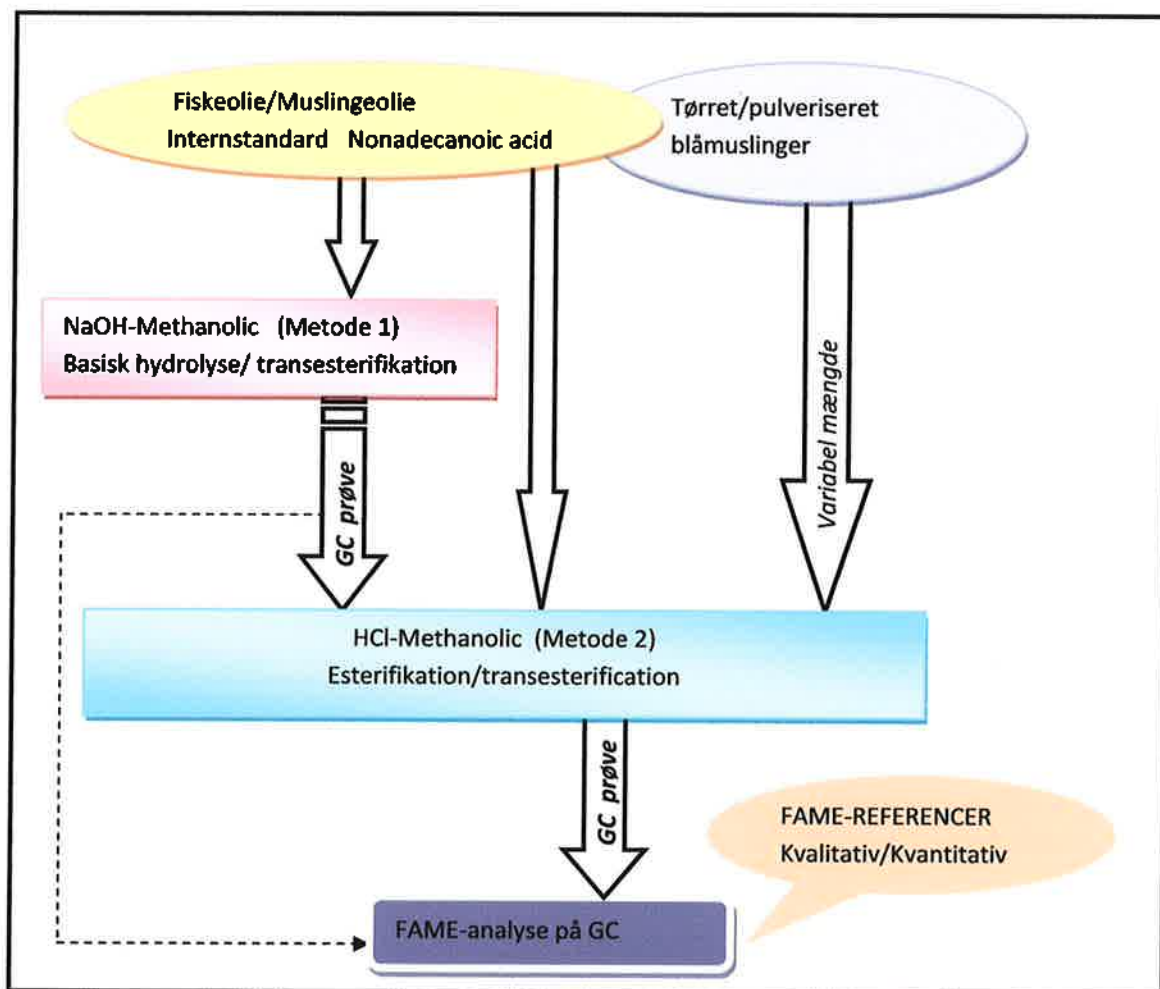 Fiskeolie/Muslingeolie
Internstandard Nonadecanoic acid
Tørret/pulveriseret
blåmuslinger
NaOH-Methanolic (Metode 1)
Basisk hydrolyse/ transesterifikation
GC prøve
Variabel mængde
HCl-Methanolic (Metode 2)
Esterifikation/transesterification
GC prøve
FAME-REFERENCER
Kvalitativ/Kvantitativ
FAME-analyse på GC